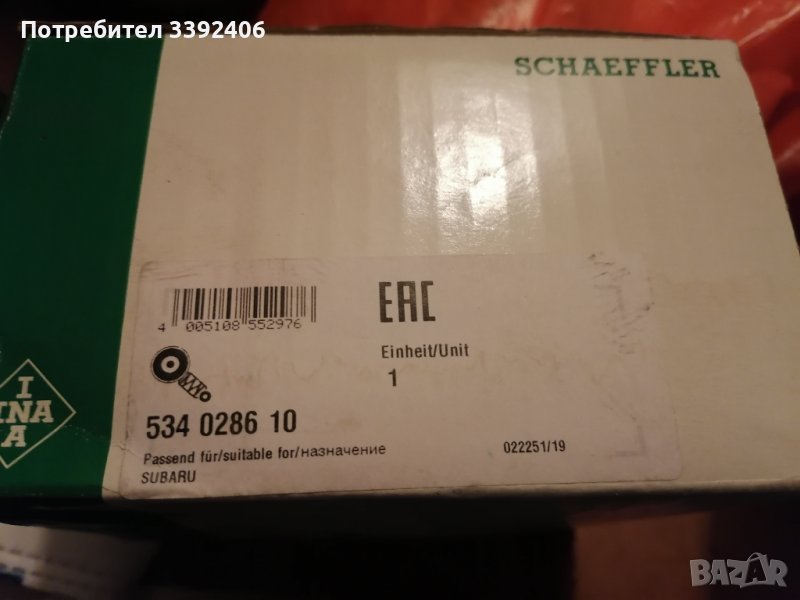 Потребител 3392406
SCHAEFFLER
EAC
4 005108 552976
Einheit/Unit
1
534 0286 10
Passend für/suitable for/назначение
022251/19
SUBARU
I
INA
A
BAZAR